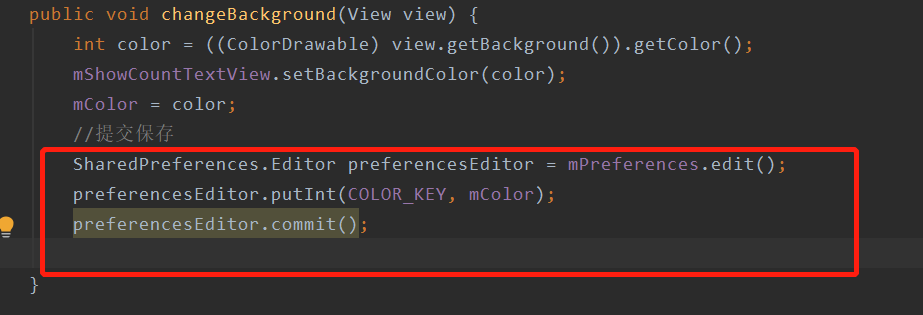 public void changeBackground(View view) {
int color = ((ColorDrawable) view.getBackground()).getColor();
mShowCountTextView.setBackgroundColor(color);
mColor = color;
//提交保存
SharedPreferences.Editor preferencesEditor = mPreferences.edit();
preferencesEditor.putInt(COLOR_KEY, mColor);
preferencesEditor.commit();
}